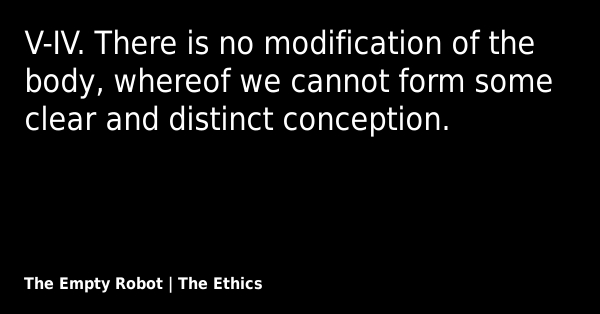 V-IV. There is no modification of the
body, whereof we cannot form some
clear and distinct conception.
The Empty Robot | The Ethics